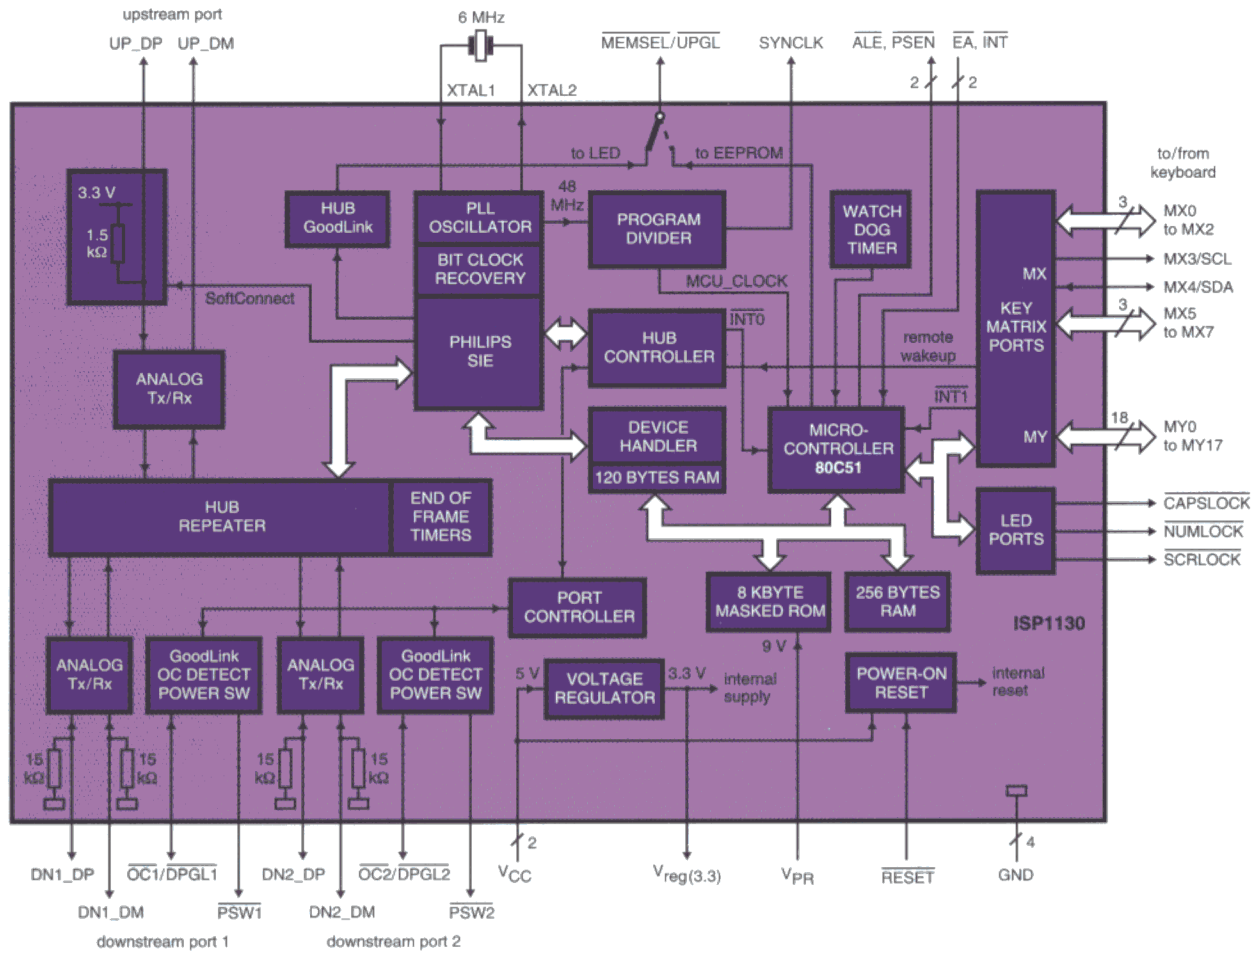 upstream port
UP_DP
UP_DM
6 MHz
XTAL1
XTAL2
MEMSEL/UPGL
SYNCLK
ALE, PSEN
EA, INT
2
2
to LED
to EEPROM
3.3 V
1.5
kΩ
SoftConnect
HUB
GoodLink
PLL
OSCILLATOR
BIT CLOCK
RECOVERY
PHILIPS
SIE
48
MHz
PROGRAM
DIVIDER
MCU_CLOCK
WATCH
DOG
TIMER
INT0
HUB
CONTROLLER
remote
wakeup
INT1
MX
KEY
MATRIX
PORTS
MY
to/from
keyboard
3
MX0
to MX2
MX3/SCL
MX4/SDA
3
MX5
to MX7
18
MY0
to MY17
ANALOG
Tx/Rx
DEVICE
HANDLER
120 BYTES RAM
MICRO-
CONTROLLER
80C51
HUB
REPEATER
END OF
FRAME
TIMERS
LED
PORTS
CAPSLOCK
NUMLOCK
SCRLOCK
PORT
CONTROLLER
8 KBYTE
MASKED ROM
256 BYTES
RAM
ISP1130
9 V
ANALOG
Tx/Rx
GoodLink
OC DETECT
POWER SW
ANALOG
Tx/Rx
GoodLink
OC DETECT
POWER SW
5 V
VOLTAGE
REGULATOR
3.3 V
internal
supply
POWER-ON
RESET
internal
reset
15
kΩ
15
kΩ
15
kΩ
15
kΩ
2
4
DN1_DP
OC1/DPGL1
DN2_DP
OC2/DPGL2
VCC
Vreg(3.3)
VPR
RESET
GND
DN1_DM
PSW1
DN2_DM
PSW2
downstream port 1
downstream port 2